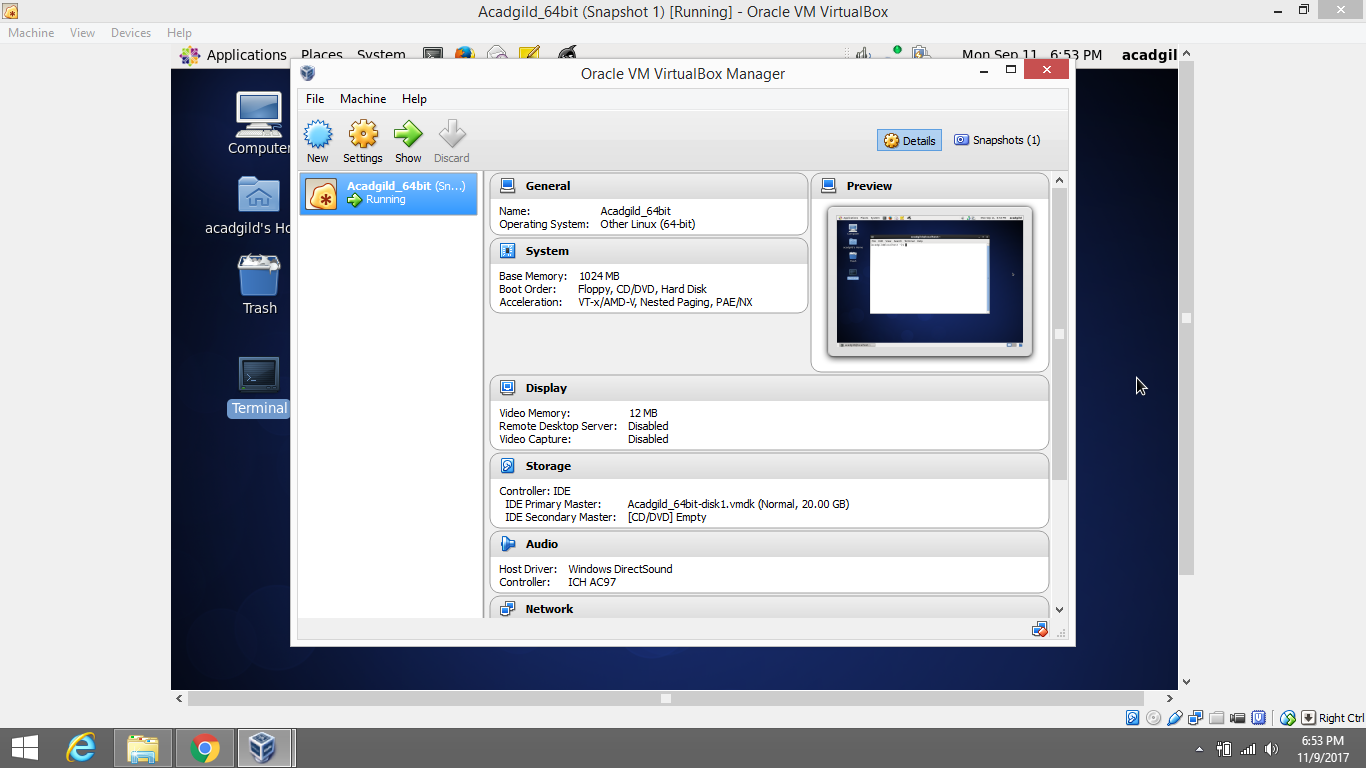 Acadgild_64bit (Snapshot 1) [Running] - Oracle VM VirtualBox
Machine View Devices Help
Applications Places System Mon Sep 11 6:53 PM acadgil
Oracle VM VirtualBox Manager
File Machine Help
New Settings Show Discard
Details Snapshots (1)
Computer
acadgild's Ho
Trash
Terminal
Acadgild_64bit (Sn...)
Running
General
Name: Acadgild_64bit
Operating System: Other Linux (64-bit)
System
Base Memory: 1024 MB
Boot Order: Floppy, CD/DVD, Hard Disk
Acceleration: VT-x/AMD-V, Nested Paging, PAE/NX
Preview
Display
Video Memory: 12 MB
Remote Desktop Server: Disabled
Video Capture: Disabled
Storage
Controller: IDE
IDE Primary Master: Acadgild_64bit-disk1.vmdk (Normal, 20.00 GB)
IDE Secondary Master: [CD/DVD] Empty
Audio
Host Driver: Windows DirectSound
Controller: ICH AC97
Network
Right Ctrl
6:53 PM
11/9/2017